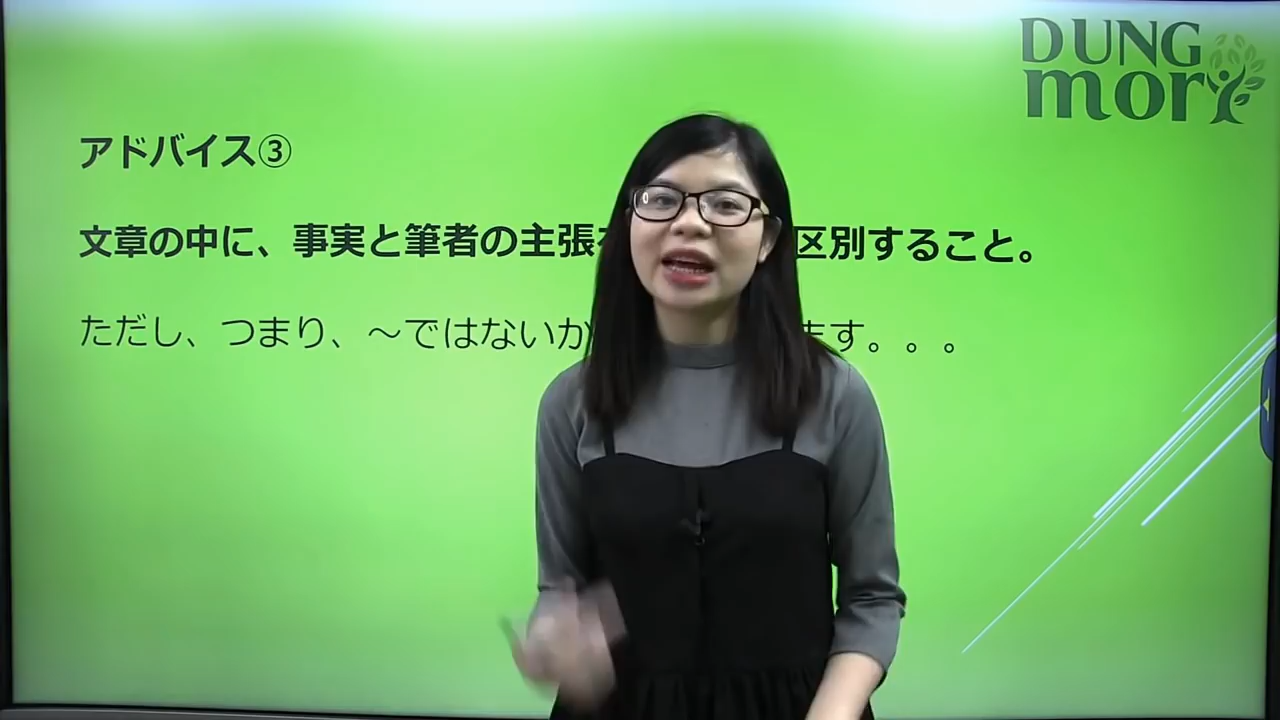 DUNG
mori
アドバイス③
文章の中に、事実と筆者の主張 区別すること。
ただし、つまり、～ではないか ます。。。